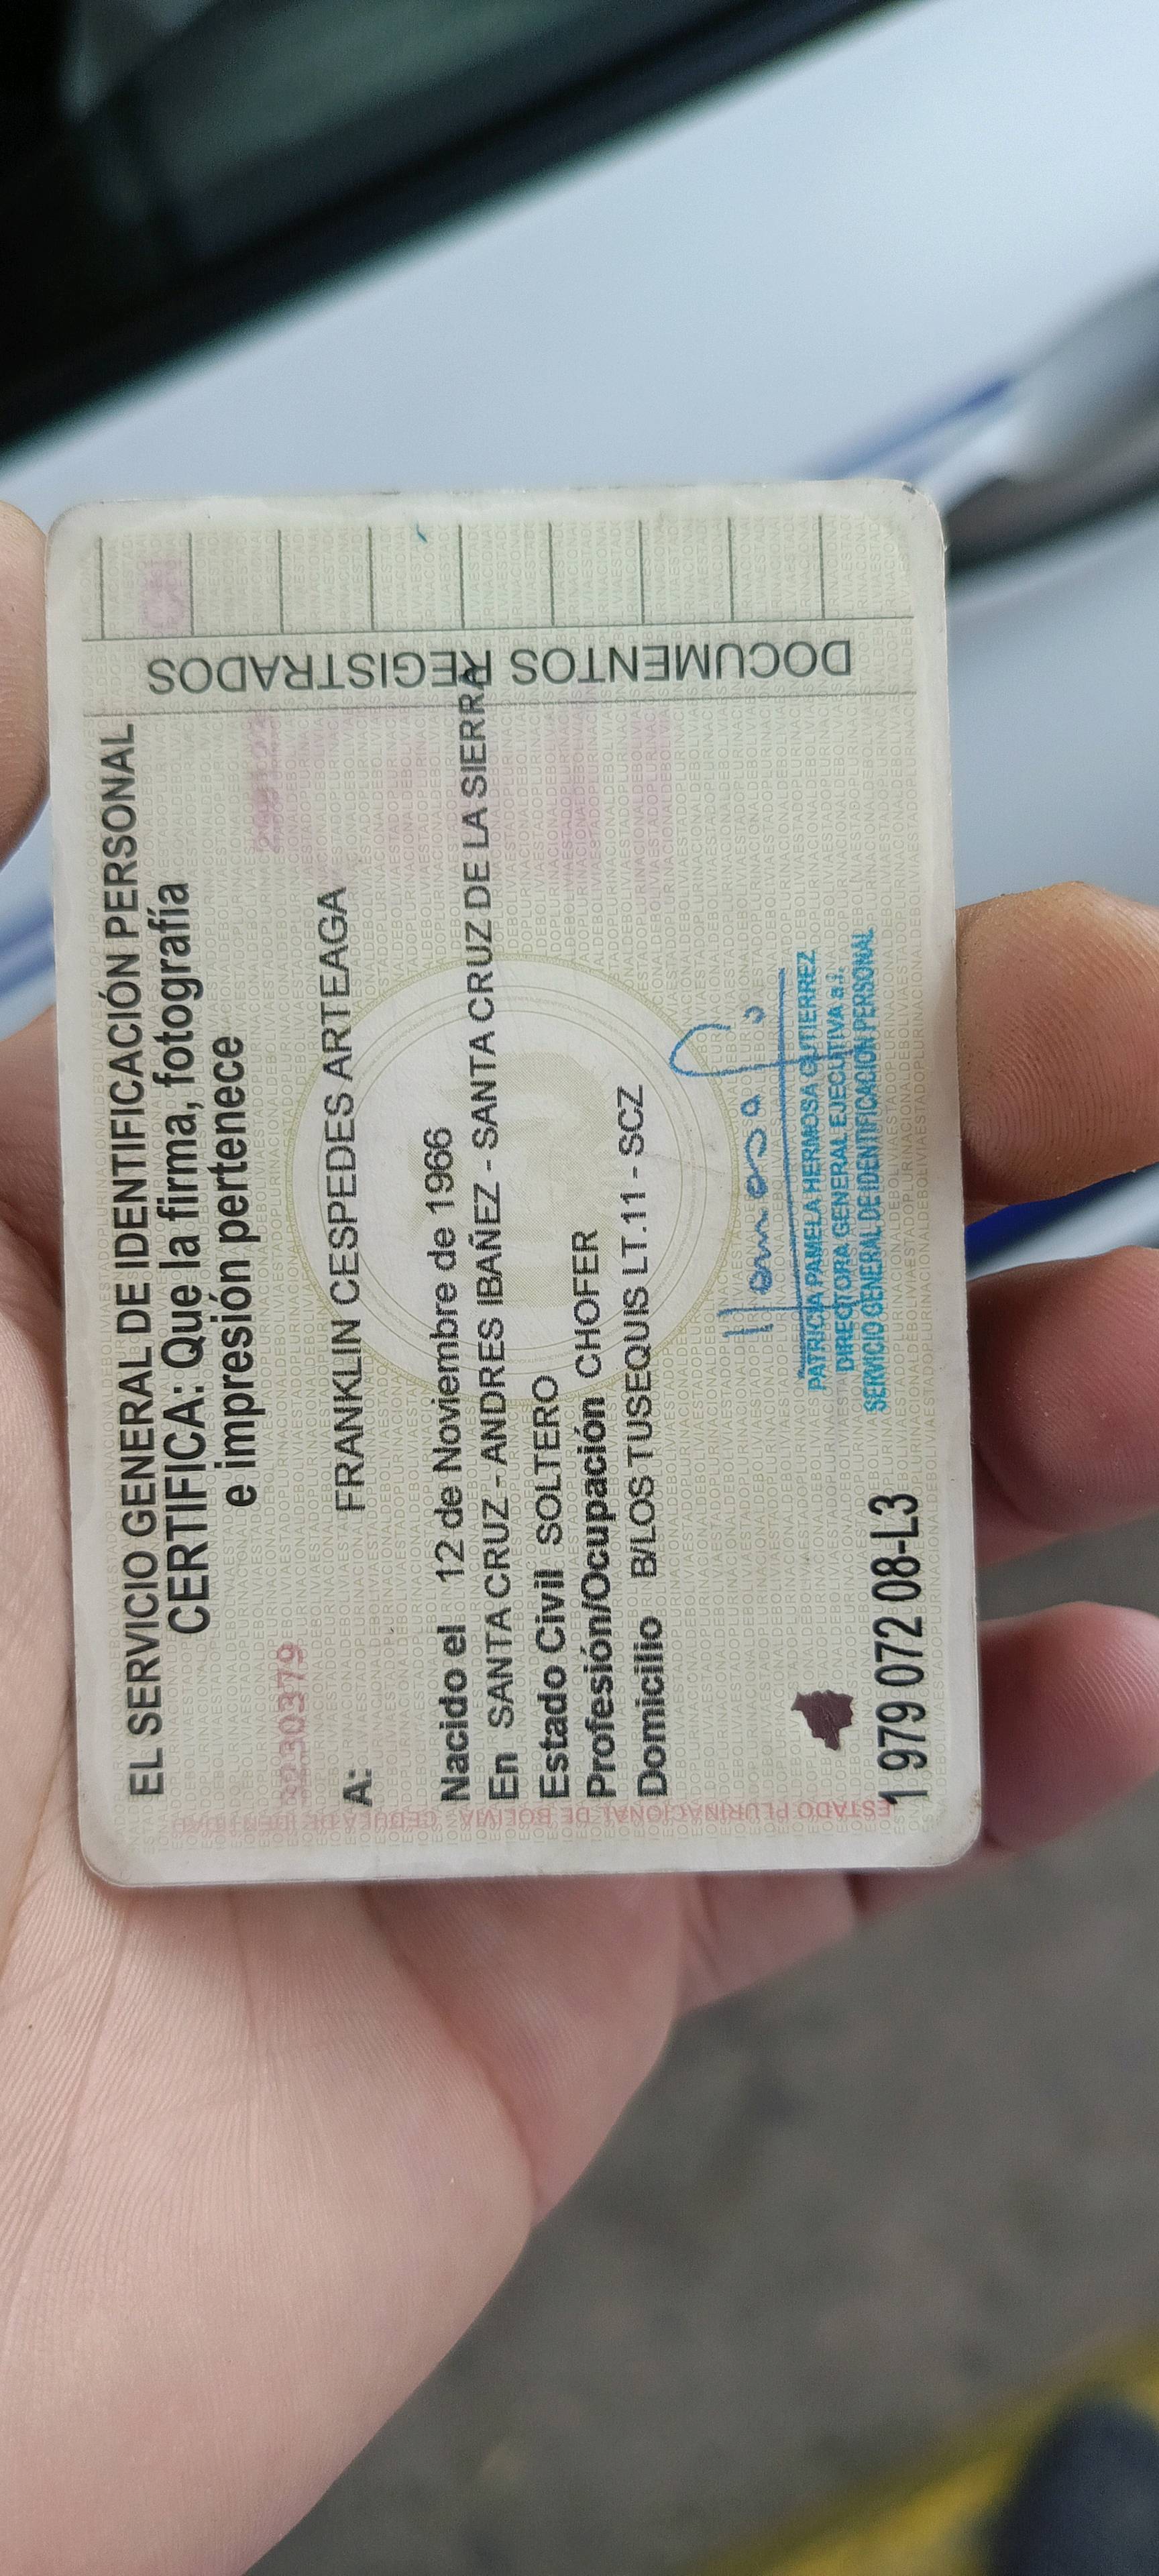 EL SERVICIO GENERAL DE IDENTIFICACIÓN PERSONAL
CERTIFICA: Que la firma, fotografía
e impresión pertenece
A: FRANKLIN CESPEDES ARTEAGA
Nacido el 12 de Noviembre de 1966
En SANTA CRUZ - ANDRES IBAÑEZ - SANTA CRUZ DE LA SIERRA
Estado Civil SOLTERO
Profesión/Ocupación CHOFER
Domicilio B/LOS TUSEQUIS LT.11 - SCZ
PATRICIA PAMELA HERMOSA GUTIERREZ
DIRECTORA GENERAL EJECUTIVA a.i.
SERVICIO GENERAL DE IDENTIFICACIÓN PERSONAL
1 979 072 08-L3
DOCUMENTOS REGISTRADOS
ESTADO PLURINACIONAL DE BOLIVIA CEDULA DE IDENTIDAD